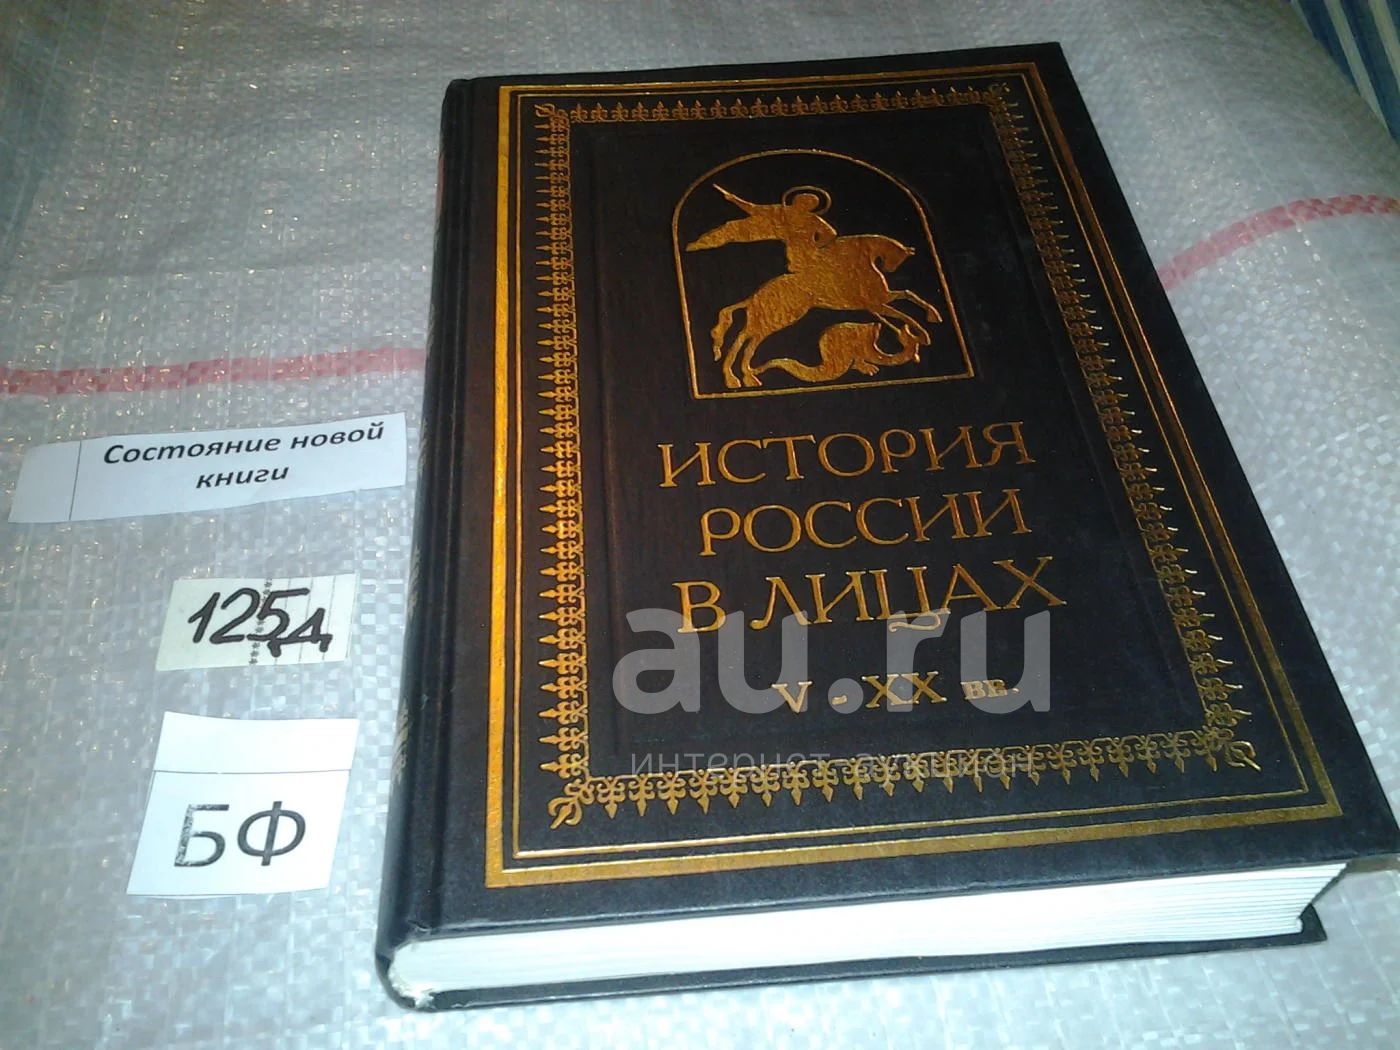 Состояние новой
книги
125д
БФ
ИСТОРИЯ
РОССИИ
В ЛИЦАХ
V - XX вв.
au.ru
интернет-аукцион